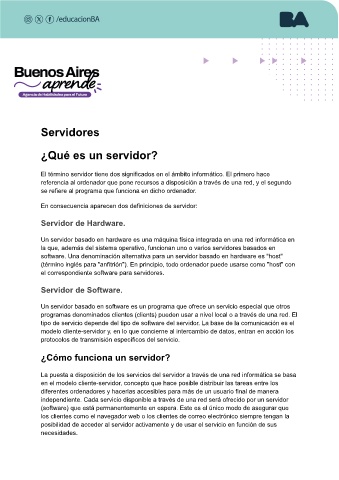 /educacionBA
BA
Buenos Aires
aprende
Agencia de Habilidades para el Futuro
Servidores
¿Qué es un servidor?
El término servidor tiene dos significados en el ámbito informático. El primero hace
referencia al ordenador que pone recursos a disposición a través de una red, y el segundo
se refiere al programa que funciona en dicho ordenador.
En consecuencia aparecen dos definiciones de servidor:
Servidor de Hardware.
Un servidor basado en hardware es una máquina física integrada en una red informática en
la que, además del sistema operativo, funcionan uno o varios servidores basados en
software. Una denominación alternativa para un servidor basado en hardware es "host"
(término inglés para "anfitrión"). En principio, todo ordenador puede usarse como "host" con
el correspondiente software para servidores.
Servidor de Software.
Un servidor basado en software es un programa que ofrece un servicio especial que otros
programas denominados clientes (clients) pueden usar a nivel local o a través de una red. El
tipo de servicio depende del tipo de software del servidor. La base de la comunicación es el
modelo cliente-servidor y, en lo que concierne al intercambio de datos, entran en acción los
protocolos de transmisión específicos del servicio.
¿Cómo funciona un servidor?
La puesta a disposición de los servicios del servidor a través de una red informática se basa
en el modelo cliente-servidor, concepto que hace posible distribuir las tareas entre los
diferentes ordenadores y hacerlas accesibles para más de un usuario final de manera
independiente. Cada servicio disponible a través de una red será ofrecido por un servidor
(software) que está permanentemente en espera. Este es el único modo de asegurar que
los clientes como el navegador web o los clientes de correo electrónico siempre tengan la
posibilidad de acceder al servidor activamente y de usar el servicio en función de sus
necesidades.